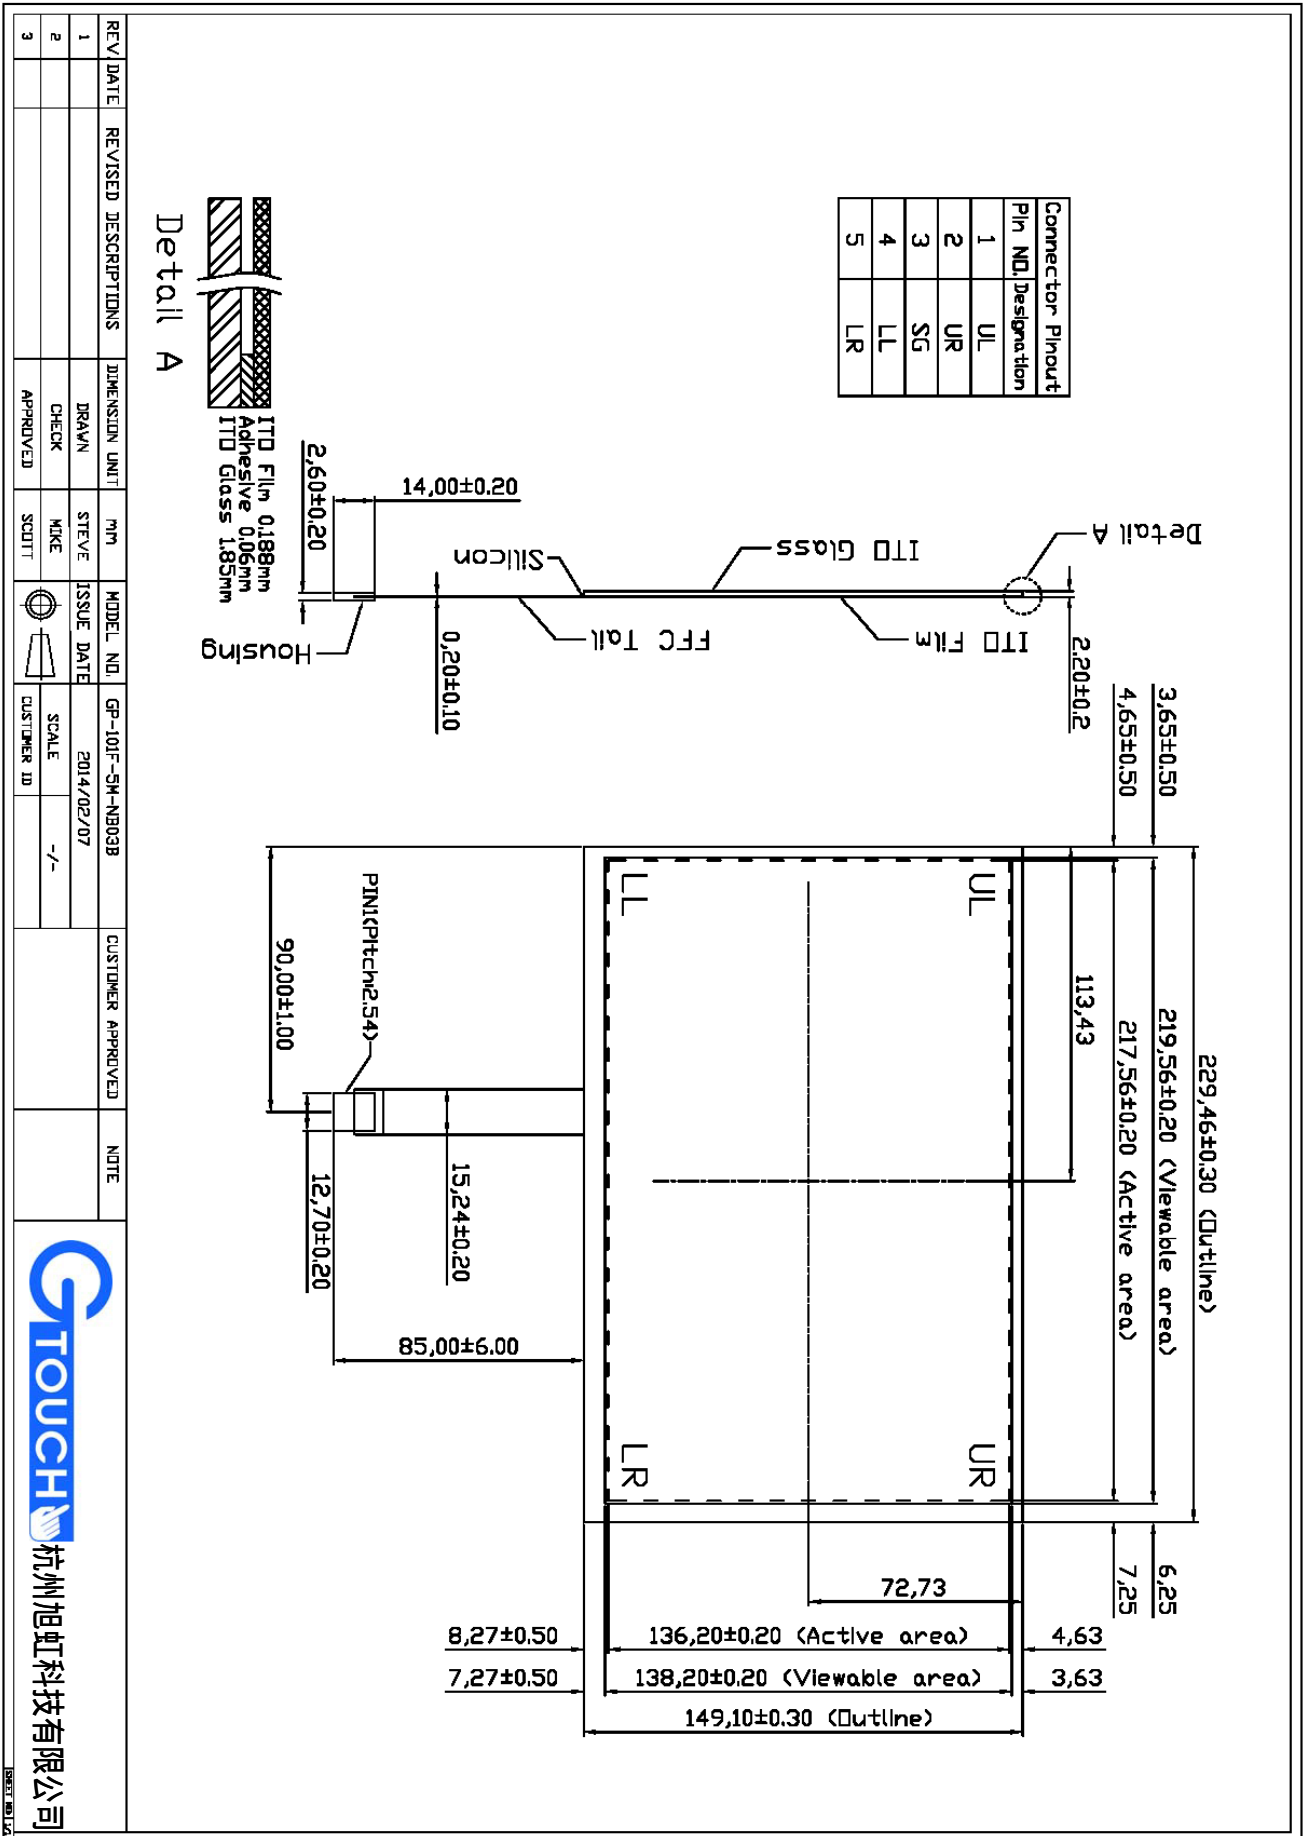 Connector Pinout
Pin NO. Designation
1 UL
2 UR
3 SG
4 LL
5 LR
Detail A
2.20±0.2
ITO Glass
ITO Film
Silicon
FFC Tail
Housing
14,00±0.20
2,60±0.20
0,20±0.10
ITO Film 0.188mm
Adhesive 0.06mm
ITO Glass 1.85mm
Detail A
229,46±0.30 (Outline)
3,65±0.50
219,56±0.20 (Viewable area)
6,25
4,65±0.50
217,56±0.20 (Active area)
7,25
113,43
UL
UR
LL
LR
72,73
4,63
136,20±0.20 (Active area)
8,27±0.50
3,63
138,20±0.20 (Viewable area)
7,27±0.50
149,10±0.30 (Outline)
85,00±6.00
15,24±0.20
PIN1(Pitch2.54)
12,70±0.20
90,00±1.00
REV. DATE REVISED DESCRIPTIONS DIMENSION UNIT mm MODEL NO. GP-101F-5M-NB03B CUSTOMER APPROVED NOTE
1 DRAWN STEVE ISSUE DATE 2014/02/07
2 CHECK MIKE SCALE -/-
3 APPROVED SCOTT CUSTOMER ID
GTOUCH
杭州旭虹科技有限公司